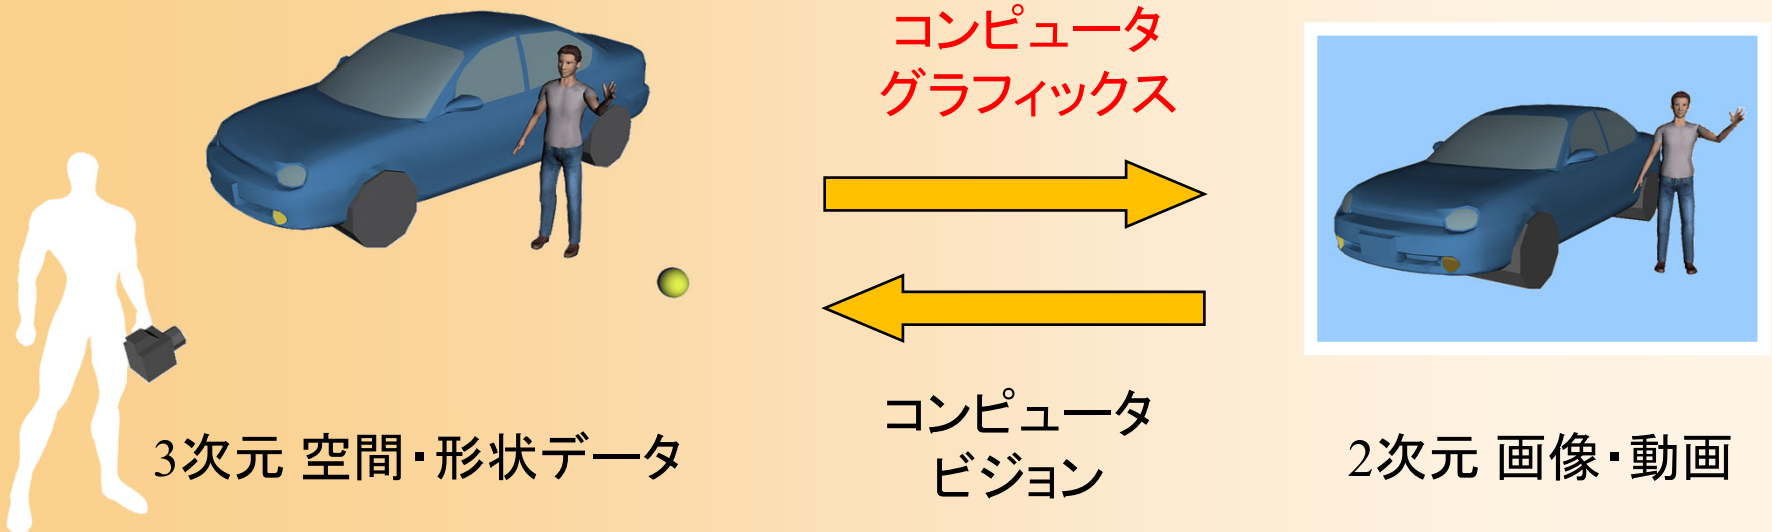 コンピュータ
グラフィックス
コンピュータ
ビジョン
3次元 空間・形状データ
2次元 画像・動画